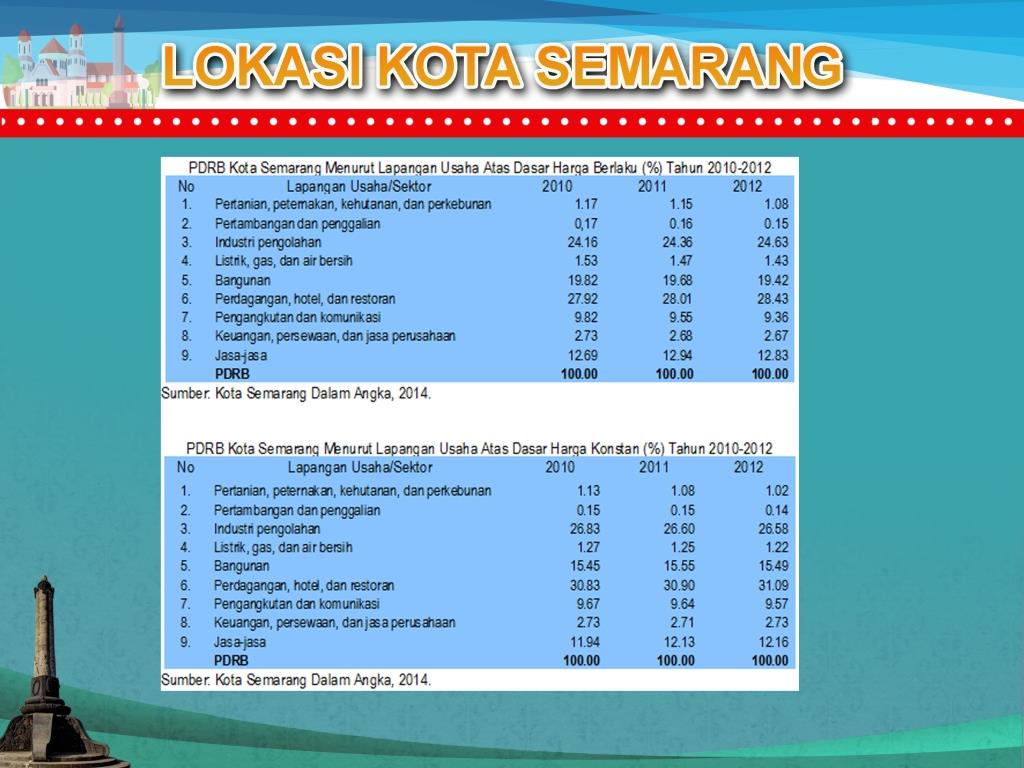 LOKASI KOTA SEMARANG
PDRB Kota Semarang Menurut Lapangan Usaha Atas Dasar Harga Berlaku (%) Tahun 2010-2012
No Lapangan Usaha/Sektor 2010 2011 2012
1. Pertanian, peternakan, kehutanan, dan perkebunan 1.17 1.15 1.08
2. Pertambangan dan penggalian 0,17 0.16 0.15
3. Industri pengolahan 24.16 24.36 24.63
4. Listrik, gas, dan air bersih 1.53 1.47 1.43
5. Bangunan 19.82 19.68 19.42
6. Perdagangan, hotel, dan restoran 27.92 28.01 28.43
7. Pengangkutan dan komunikasi 9.82 9.55 9.36
8. Keuangan, persewaan, dan jasa perusahaan 2.73 2.68 2.67
9. Jasa-jasa 12.69 12.94 12.83
PDRB 100.00 100.00 100.00
Sumber: Kota Semarang Dalam Angka, 2014.
PDRB Kota Semarang Menurut Lapangan Usaha Atas Dasar Harga Konstan (%) Tahun 2010-2012
No Lapangan Usaha/Sektor 2010 2011 2012
1. Pertanian, peternakan, kehutanan, dan perkebunan 1.13 1.08 1.02
2. Pertambangan dan penggalian 0.15 0.15 0.14
3. Industri pengolahan 26.83 26.60 26.58
4. Listrik, gas, dan air bersih 1.27 1.25 1.22
5. Bangunan 15.45 15.55 15.49
6. Perdagangan, hotel, dan restoran 30.83 30.90 31.09
7. Pengangkutan dan komunikasi 9.67 9.64 9.57
8. Keuangan, persewaan, dan jasa perusahaan 2.73 2.71 2.73
9. Jasa-jasa 11.94 12.13 12.16
PDRB 100.00 100.00 100.00
Sumber: Kota Semarang Dalam Angka, 2014.